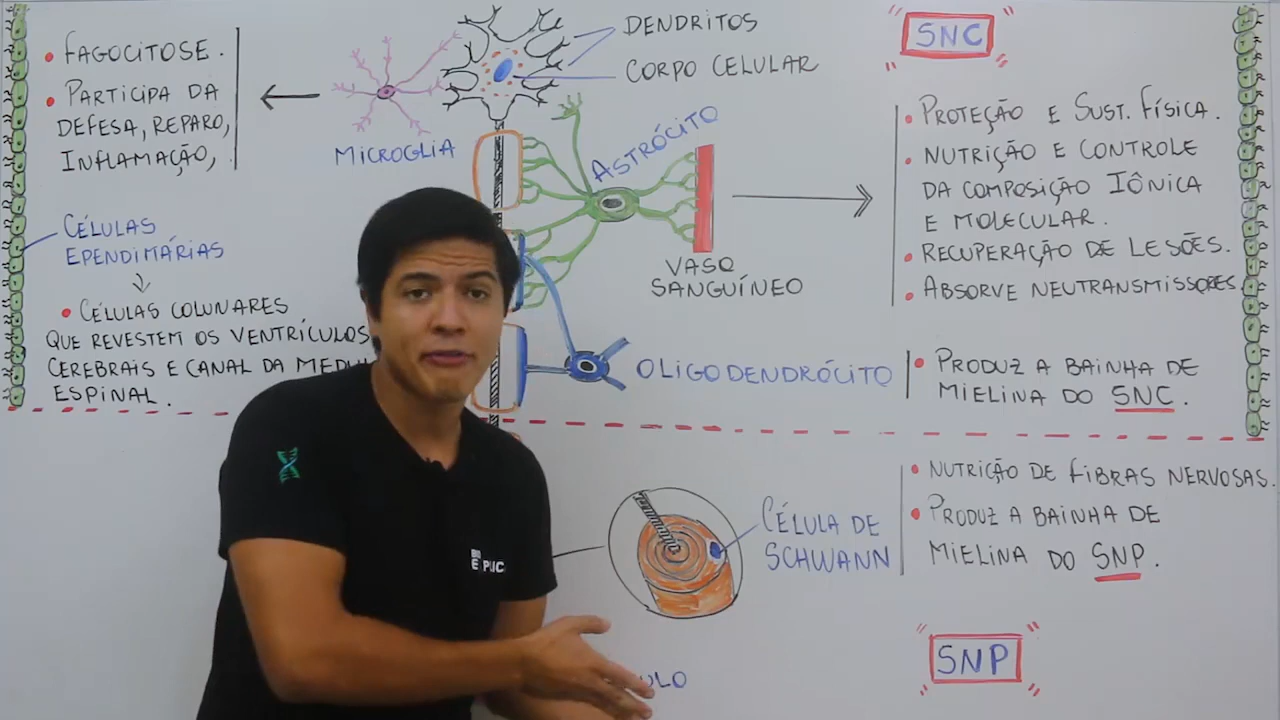 FAGOCITOSE.
PARTICIPA DA
DEFESA, REPARO,
INFLAMAÇÃO,
MICROGLIA
DENDRITOS
CORPO CELULAR
SNC
ASTRÓCITO
VASO
SANGUÍNEO
PROTEÇÃO E SUST. FÍSICA.
NUTRIÇÃO E CONTROLE
DA COMPOSIÇÃO IÔNICA
E MOLECULAR.
RECUPERAÇÃO DE LESÕES.
ABSORVE NEUTRANSMISSORES
CÉLULAS
EPENDIMÁRIAS
CÉLULAS COLUNARES
QUE REVESTEM OS VENTRÍCULOS
CEREBRAIS E CANAL DA
ESPINAL.
OLIGODENDRÓCITO
PRODUZ A BAINHA DE
MIELINA DO SNC.
CÉLULA DE
SCHWANN
NUTRIÇÃO DE FIBRAS NERVOSAS.
PRODUZ A BAINHA DE
MIELINA DO SNP.
SNP